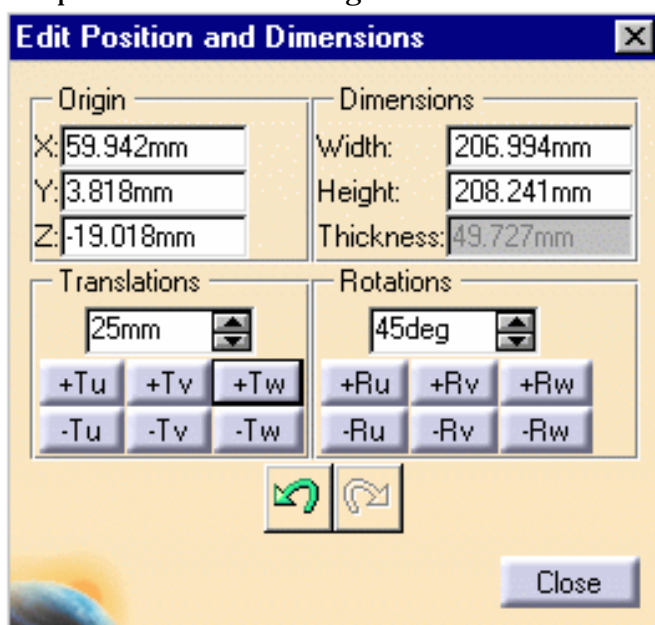 Edit Position and Dimensions
Origin
X: 59.942mm
Y: 3.818mm
Z: -19.018mm
Dimensions
Width: 206.994mm
Height: 208.241mm
Thickness: 49.727mm
Translations
25mm
+Tu +Tv +Tw
-Tu -Tv -Tw
Rotations
45deg
+Ru +Rv +Rw
-Ru -Rv -Rw
Close